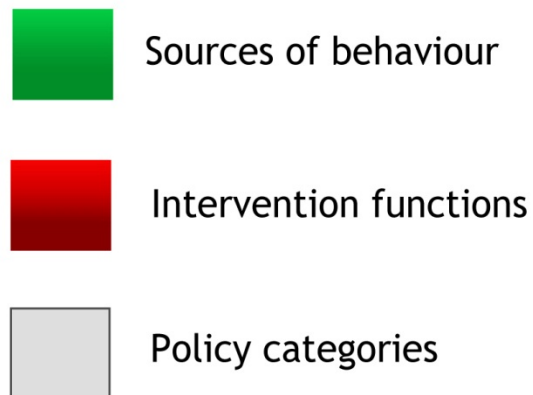 Sources of behaviour
Intervention functions
Policy categories